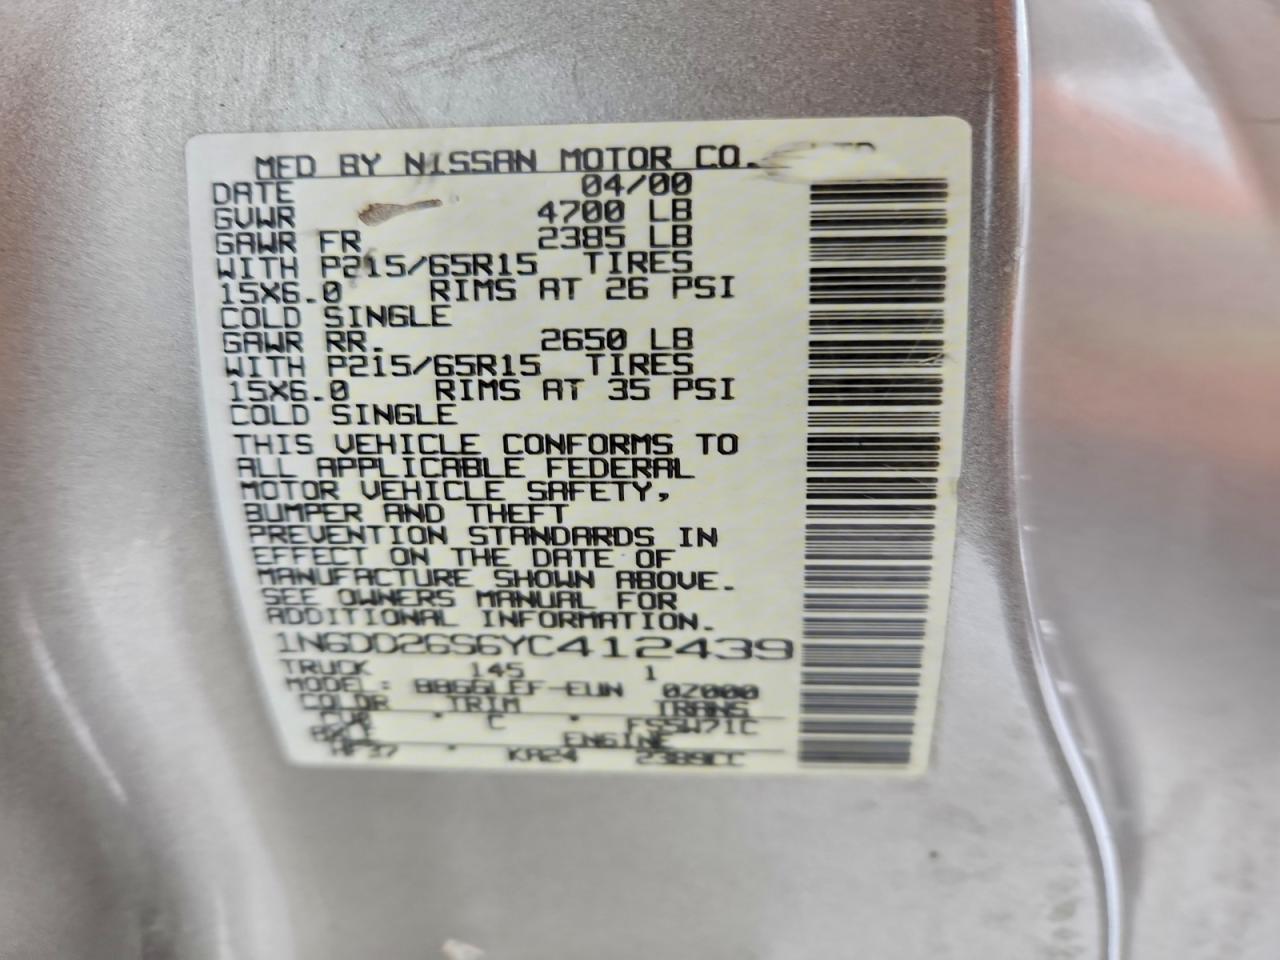 MFD BY NISSAN MOTOR CO. LTD
DATE 04/00
GVWR 4700 LB
GAWR FR 2385 LB
WITH P215/65R15 TIRES
15X6.0 RIMS AT 26 PSI
COLD SINGLE
GAWR RR. 2650 LB
WITH P215/65R15 TIRES
15X6.0 RIMS AT 35 PSI
COLD SINGLE
THIS VEHICLE CONFORMS TO
ALL APPLICABLE FEDERAL
MOTOR VEHICLE SAFETY,
BUMPER AND THEFT
PREVENTION STANDARDS IN
EFFECT ON THE DATE OF
MANUFACTURE SHOWN ABOVE.
SEE OWNERS MANUAL FOR
ADDITIONAL INFORMATION.
1N6DD26S6YC412439
TRUCK 145 1
MODEL: 0Z000
COLOR TRIM TRANS
C FS5W71C
ENGINE
KA24 2389CC